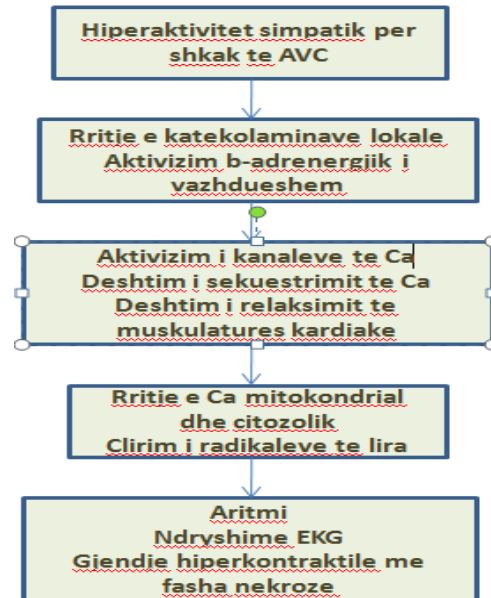 Hiperaktivitet simpatik per
shkak te AVC
Rritje e katekolaminave lokale
Aktivizim b-adrenergjik i
vazhdueshem
Aktivizim i kanaleve te Ca
Deshtim i sekuestrimit te Ca
Deshtim i relaksimit te
muskulatures kardiake
Rritje e Ca mitokondrial
dhe citozolik
Clirim i radikaleve te lira
Aritmi
Ndryshime EKG
Gjendje hiperkontraktile me
fasha nekroze